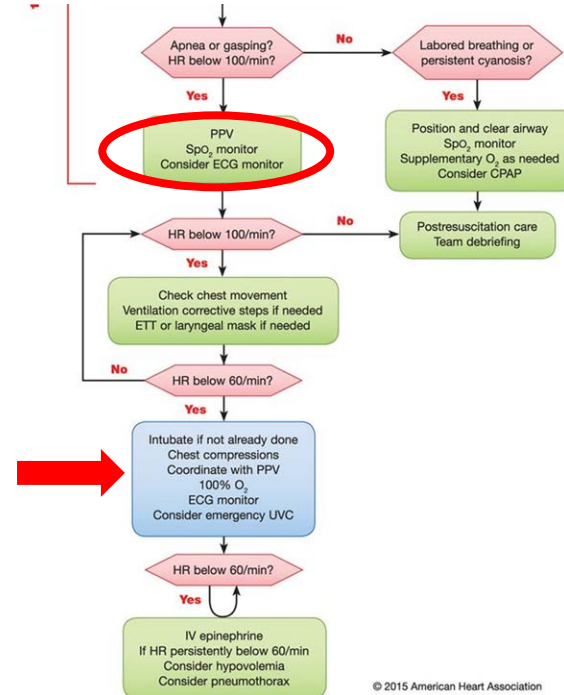 Apnea or gasping?
HR below 100/min?
No
Labored breathing or
persistent cyanosis?
Yes
Yes
PPV
SpO₂ monitor
Consider ECG monitor
Position and clear airway
SpO₂ monitor
Supplementary O₂ as needed
Consider CPAP
HR below 100/min?
No
Postresuscitation care
Team debriefing
Yes
Check chest movement
Ventilation corrective steps if needed
ETT or laryngeal mask if needed
No
HR below 60/min?
Yes
Intubate if not already done
Chest compressions
Coordinate with PPV
100% O₂
ECG monitor
Consider emergency UVC
HR below 60/min?
Yes
IV epinephrine
If HR persistently below 60/min
Consider hypovolemia
Consider pneumothorax
© 2015 American Heart Association